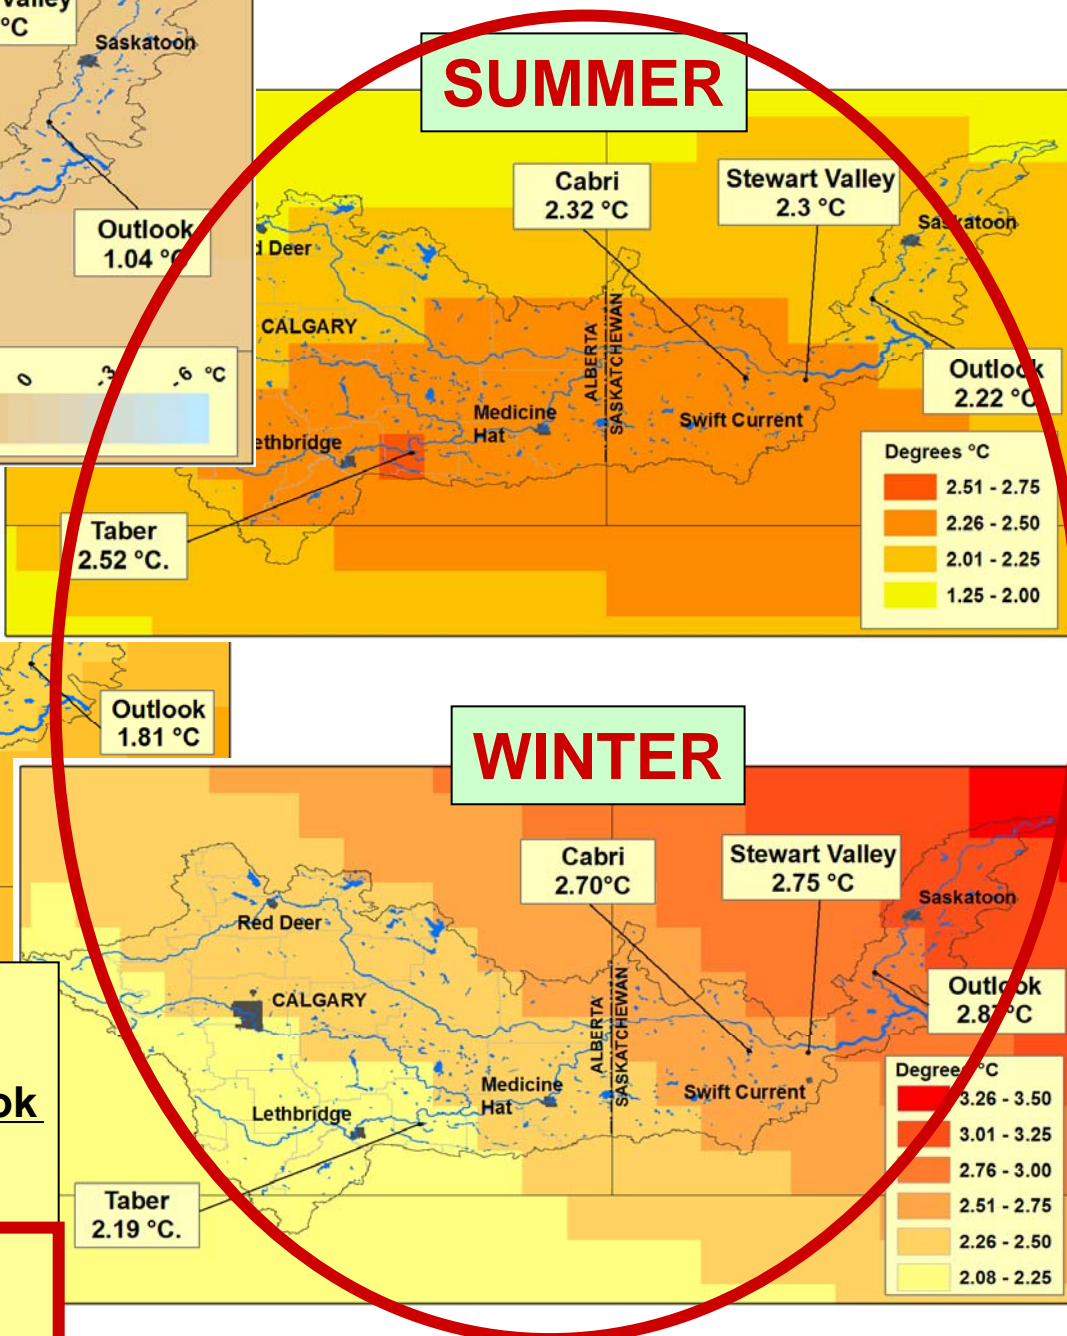 °C
Saskatoon
Outlook
1.04 °C
0 -3 -6 °C
SUMMER
Cabri
2.32 °C
Stewart Valley
2.3 °C
Saskatoon
d Deer
CALGARY
ALBERTA
SASKATCHEWAN
Outlook
2.22 °C
Medicine
Hat
Swift Current
ethbridge
Taber
2.52 °C.
Degrees °C
2.51 - 2.75
2.26 - 2.50
2.01 - 2.25
1.25 - 2.00
Outlook
1.81 °C
WINTER
Cabri
2.70°C
Stewart Valley
2.75 °C
Saskatoon
Red Deer
CALGARY
ALBERTA
SASKATCHEWAN
Outlook
Medicine
Hat
Swift Current
Lethbridge
Taber
2.19 °C.
Degrees °C
3.26 - 3.50
3.01 - 3.25
2.76 - 3.00
2.51 - 2.75
2.26 - 2.50
2.08 - 2.25
ok